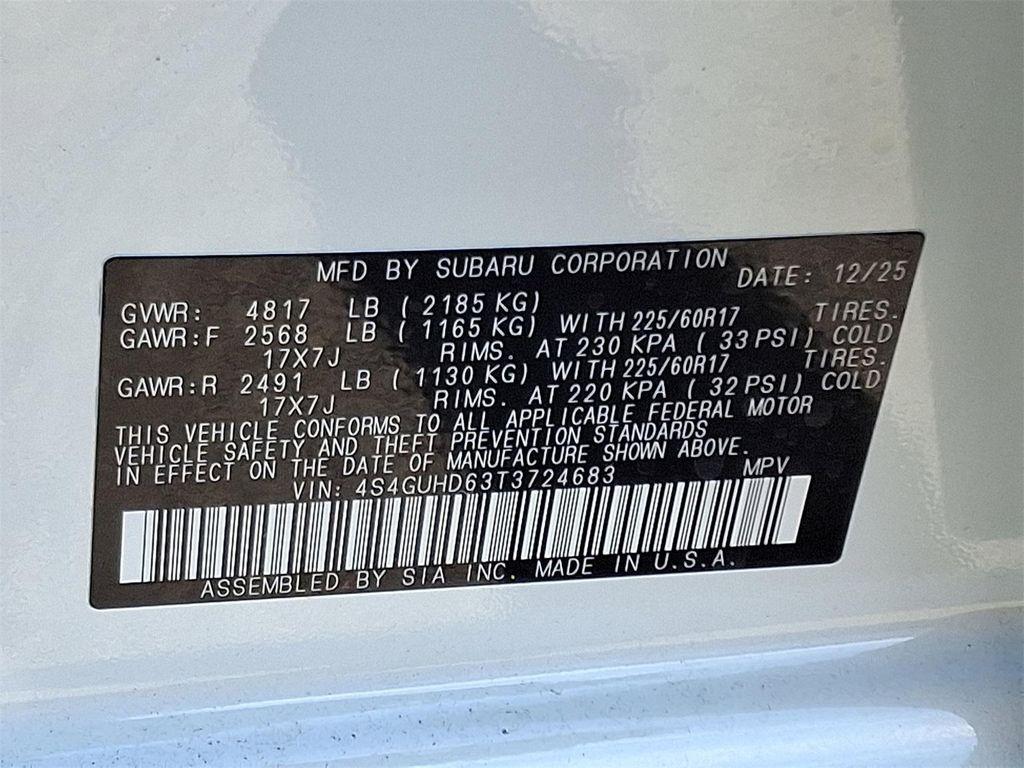 MFD BY SUBARU CORPORATION DATE: 12/25
GVWR: 4817 LB ( 2185 KG)
GAWR:F 2568 LB ( 1165 KG) WITH 225/60R17 TIRES.
17X7J RIMS. AT 230 KPA ( 33 PSI) COLD
GAWR:R 2491 LB ( 1130 KG) WITH 225/60R17 TIRES.
17X7J RIMS. AT 220 KPA ( 32 PSI) COLD
THIS VEHICLE CONFORMS TO ALL APPLICABLE FEDERAL MOTOR
VEHICLE SAFETY AND THEFT PREVENTION STANDARDS
IN EFFECT ON THE DATE OF MANUFACTURE SHOWN ABOVE.
VIN: 4S4GUHD63T3724683 MPV
ASSEMBLED BY SIA INC. MADE IN U.S.A.